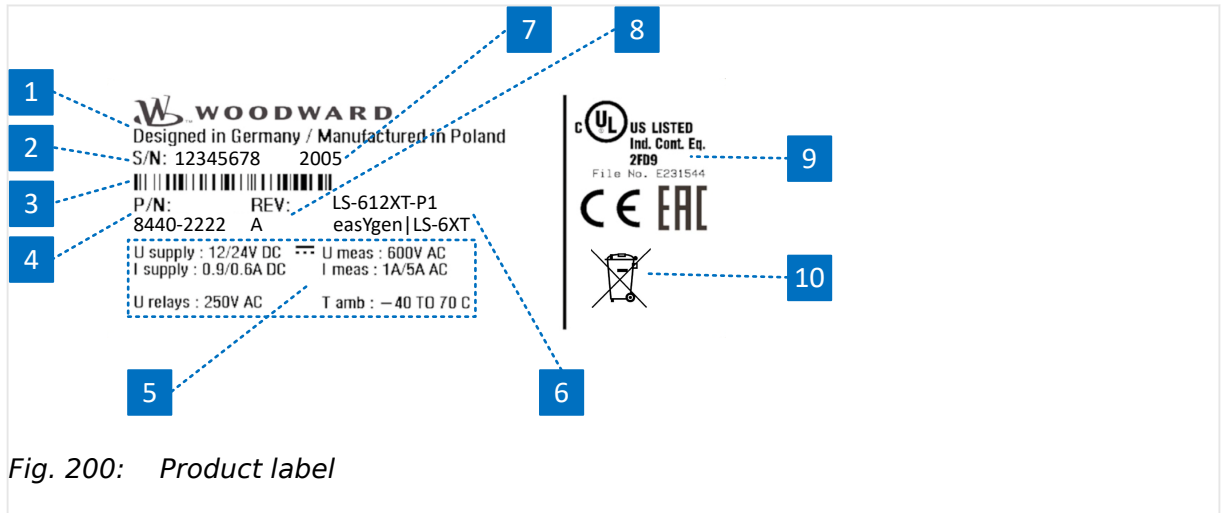 7
8
1
WOODWARD
Designed in Germany / Manufactured in Poland
2
S/N: 12345678 2005
3
P/N: REV: LS-612XT-P1
8440-2222 A easYgen|LS-6XT
4
U supply : 12/24V DC U meas : 600V AC
I supply : 0.9/0.6A DC I meas : 1A/5A AC
U relays : 250V AC T amb : −40 TO 70 C
5
6
c UL US LISTED
Ind. Cont. Eq.
2FD9
9
File No. E231544
CE EAC
10
Fig. 200: Product label